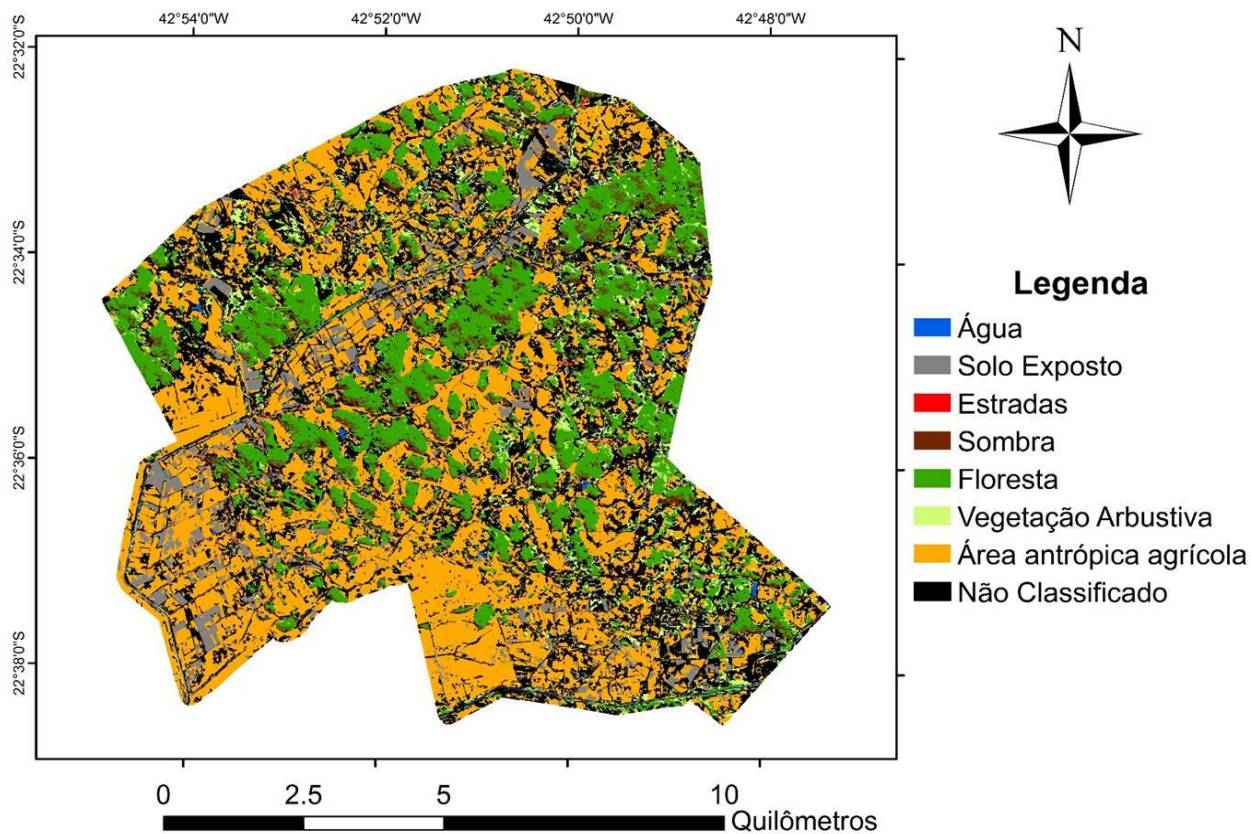 42°54'0"W 42°52'0"W 42°50'0"W 42°48'0"W
22°32'0"S
22°34'0"S
22°36'0"S
22°38'0"S
N
Legenda
Água
Solo Exposto
Estradas
Sombra
Floresta
Vegetação Arbustiva
Área antrópica agrícola
Não Classificado
0 2.5 5 10
Quilômetros